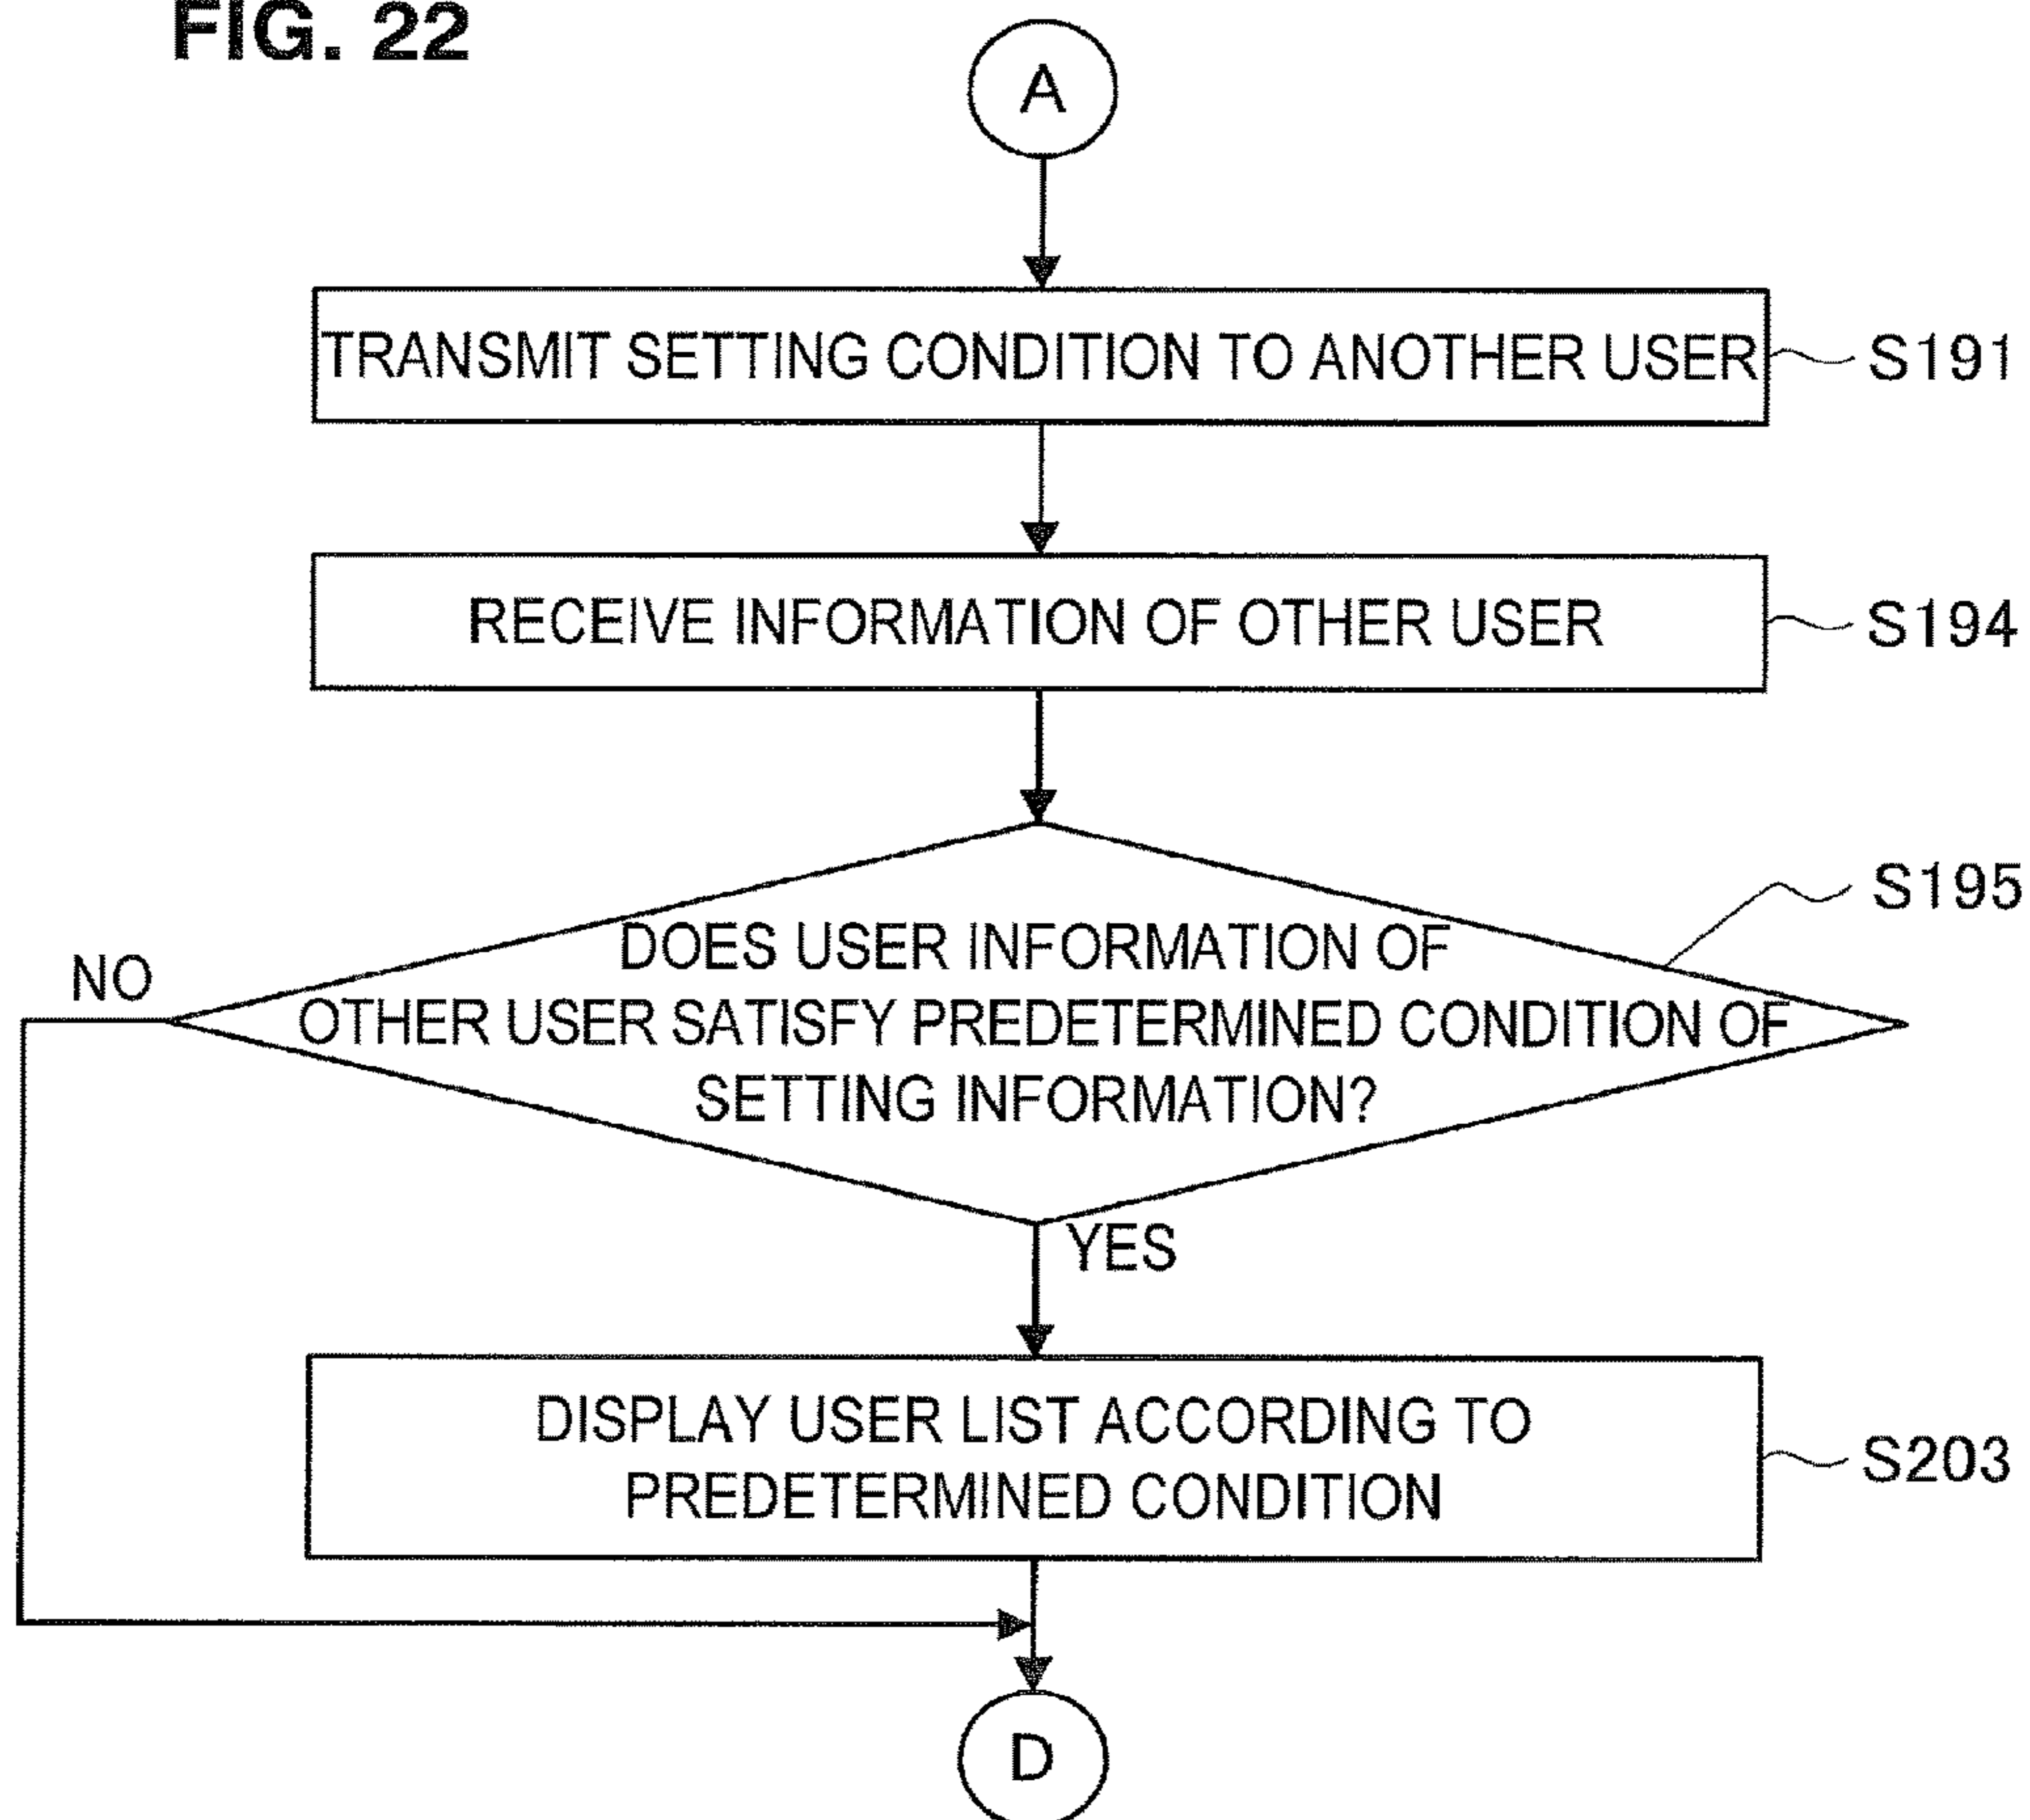 FIG. 22
A
TRANSMIT SETTING CONDITION TO ANOTHER USER
S191
RECEIVE INFORMATION OF OTHER USER
S194
S195
DOES USER INFORMATION OF
OTHER USER SATISFY PREDETERMINED CONDITION OF
SETTING INFORMATION?
NO
YES
DISPLAY USER LIST ACCORDING TO
PREDETERMINED CONDITION
S203
D